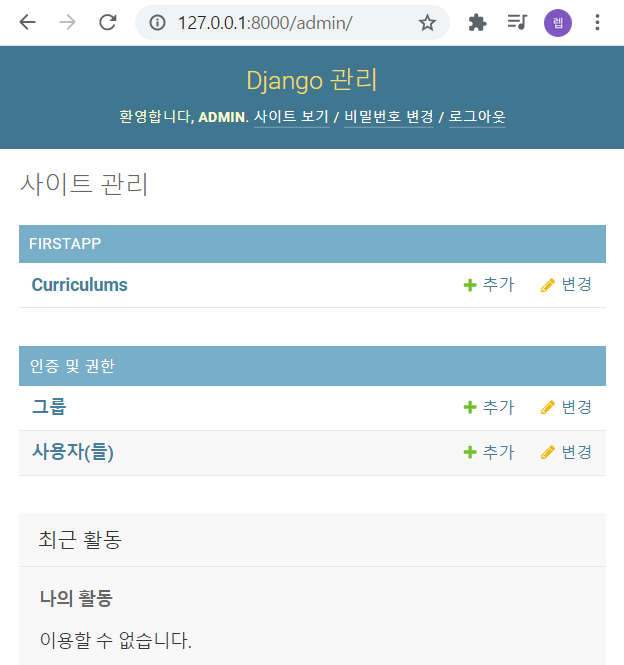 127.0.0.1:8000/admin/
렙
Django 관리
환영합니다, ADMIN. 사이트 보기 / 비밀번호 변경 / 로그아웃
사이트 관리
FIRSTAPP
Curriculums 추가 변경
인증 및 권한
그룹 추가 변경
사용자(들) 추가 변경
최근 활동
나의 활동
이용할 수 없습니다.